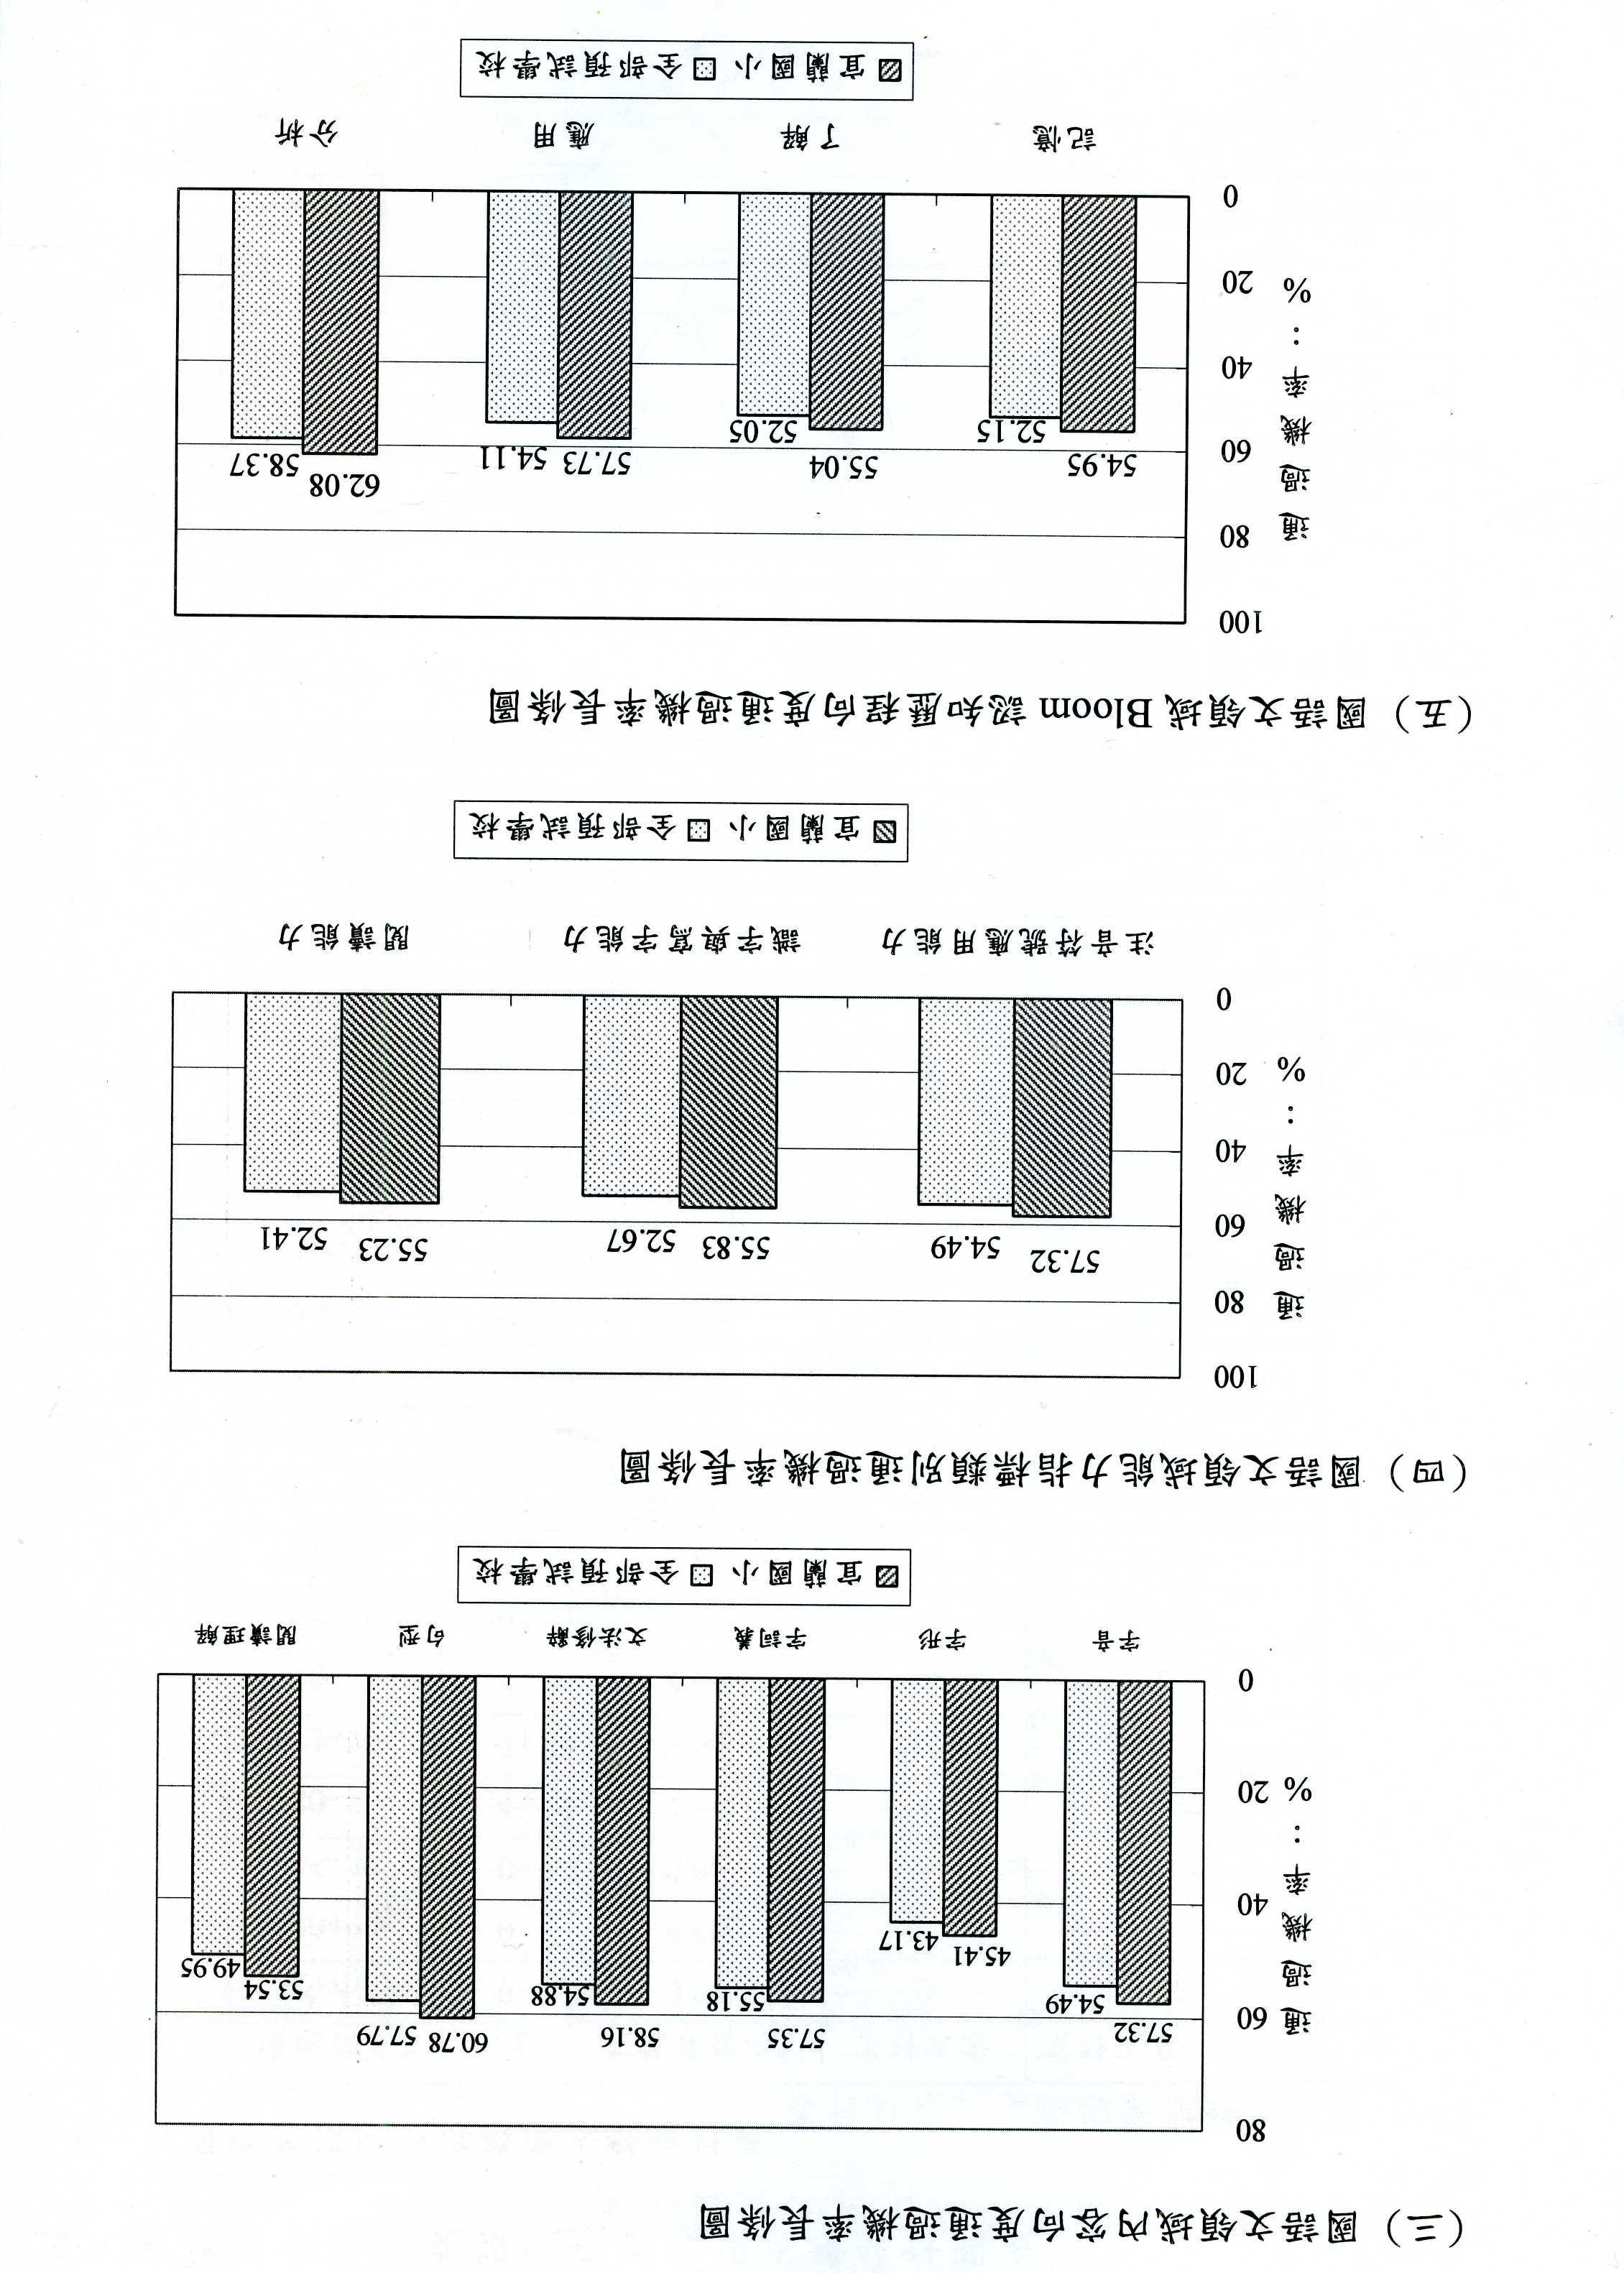 （三）國語文領域內容向度通過機率長條圖
通過機率：%
80
60
40
20
0
57.32 54.49 45.41 43.17 57.35 55.18 58.16 54.88 60.78 57.79 53.54 49.95
字音 字形 字詞義 文法修辭 句型 閱讀理解
宜蘭國小 全部預試學校
（四）國語文領域能力指標類別通過機率長條圖
通過機率：%
100
80
60
40
20
0
57.32 54.49 55.83 52.67 55.23 52.41
注音符號應用能力 識字與寫字能力 閱讀能力
宜蘭國小 全部預試學校
（五）國語文領域 Bloom 認知歷程向度通過機率長條圖
通過機率：%
100
80
60
40
20
0
54.95 52.15 55.04 52.05 57.73 54.11 62.08 58.37
記憶 了解 應用 分析
宜蘭國小 全部預試學校